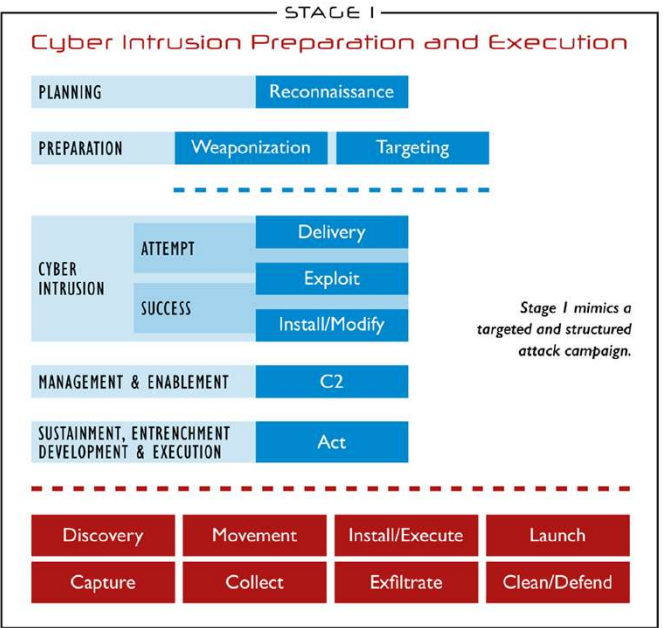 STAGE 1
Cyber Intrusion Preparation and Execution
PLANNING
Reconnaissance
PREPARATION
Weaponization
Targeting
CYBER
INTRUSION
ATTEMPT
SUCCESS
Delivery
Exploit
Install/Modify
Stage 1 mimics a
targeted and structured
attack campaign.
MANAGEMENT & ENABLEMENT
C2
SUSTAINMENT, ENTRENCHMENT
DEVELOPMENT & EXECUTION
Act
Discovery
Movement
Install/Execute
Launch
Capture
Collect
Exfiltrate
Clean/Defend